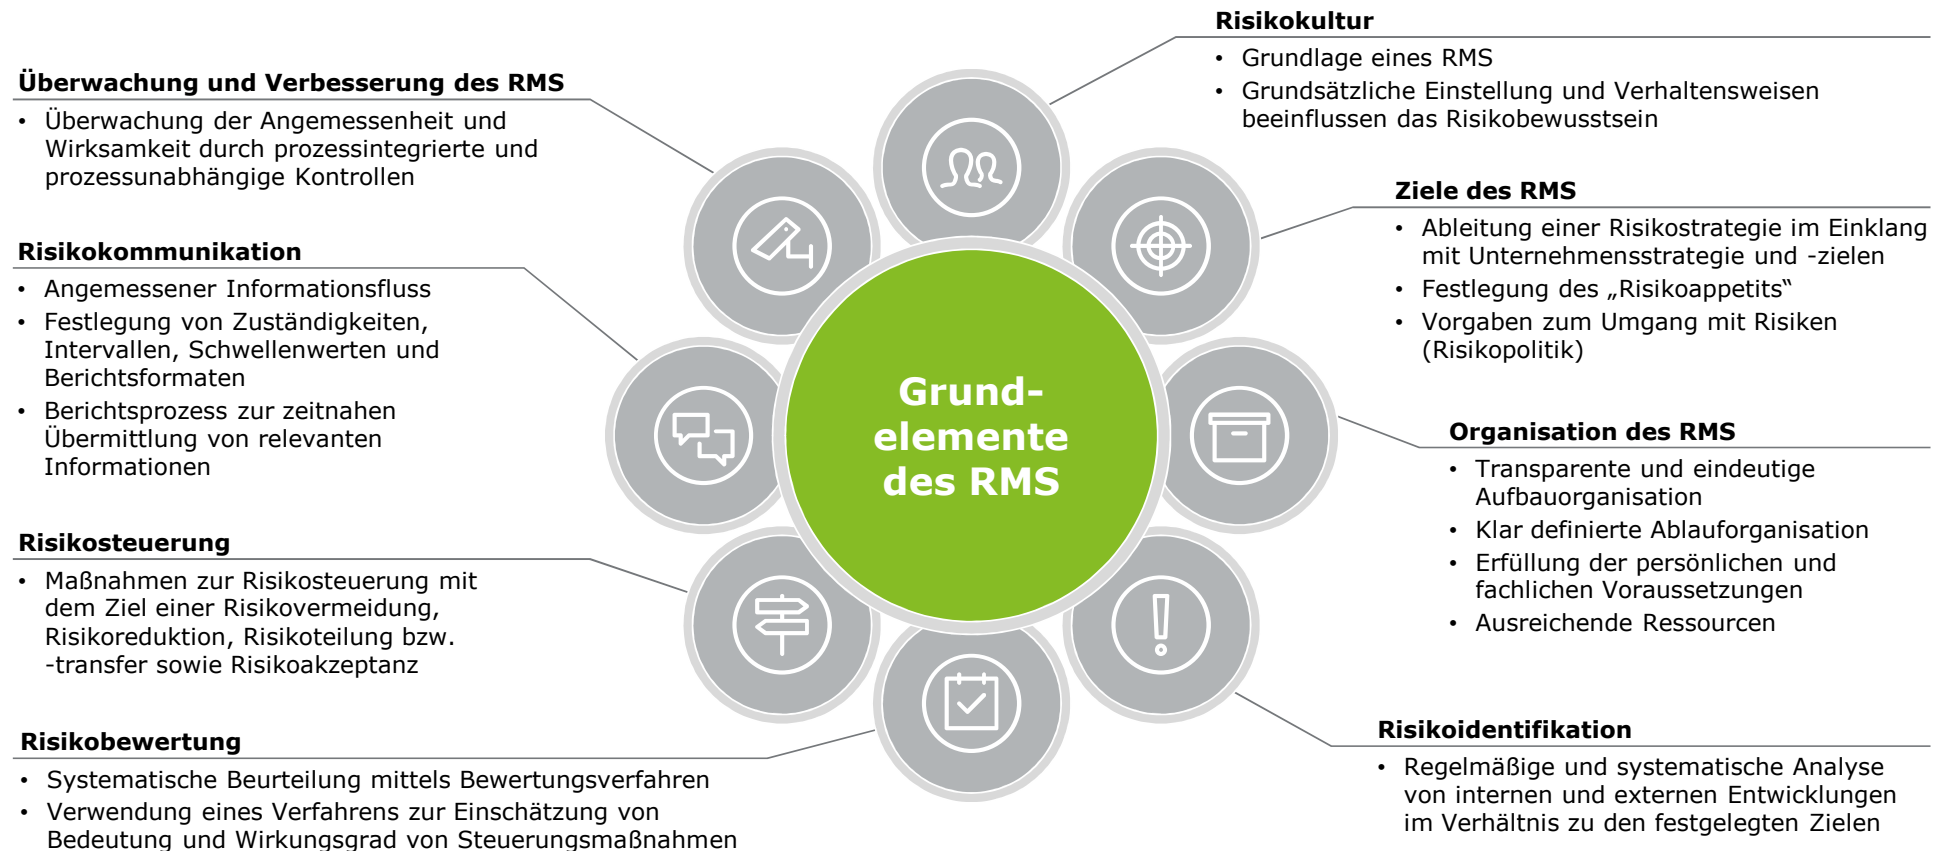 Risikokultur
• Grundlage eines RMS
• Grundsätzliche Einstellung und Verhaltensweisen
beeinflussen das Risikobewusstsein
Ziele des RMS
• Ableitung einer Risikostrategie im Einklang
mit Unternehmensstrategie und -zielen
• Festlegung des „Risikoappetits“
• Vorgaben zum Umgang mit Risiken
(Risikopolitik)
Organisation des RMS
• Transparente und eindeutige
Aufbauorganisation
• Klar definierte Ablauforganisation
• Erfüllung der persönlichen und
fachlichen Voraussetzungen
• Ausreichende Ressourcen
Risikoidentifikation
• Regelmäßige und systematische Analyse
von internen und externen Entwicklungen
im Verhältnis zu den festgelegten Zielen
Risikobewertung
• Systematische Beurteilung mittels Bewertungsverfahren
• Verwendung eines Verfahrens zur Einschätzung von
Bedeutung und Wirkungsgrad von Steuerungsmaßnahmen
Risikosteuerung
• Maßnahmen zur Risikosteuerung mit
dem Ziel einer Risikovermeidung,
Risikoreduktion, Risikoteilung bzw.
-transfer sowie Risikoakzeptanz
Risikokommunikation
• Angemessener Informationsfluss
• Festlegung von Zuständigkeiten,
Intervallen, Schwellenwerten und
Berichtsformaten
• Berichtsprozess zur zeitnahen
Übermittlung von relevanten
Informationen
Überwachung und Verbesserung des RMS
• Überwachung der Angemessenheit und
Wirksamkeit durch prozessintegrierte und
prozessunabhängige Kontrollen
Grund-
elemente
des RMS